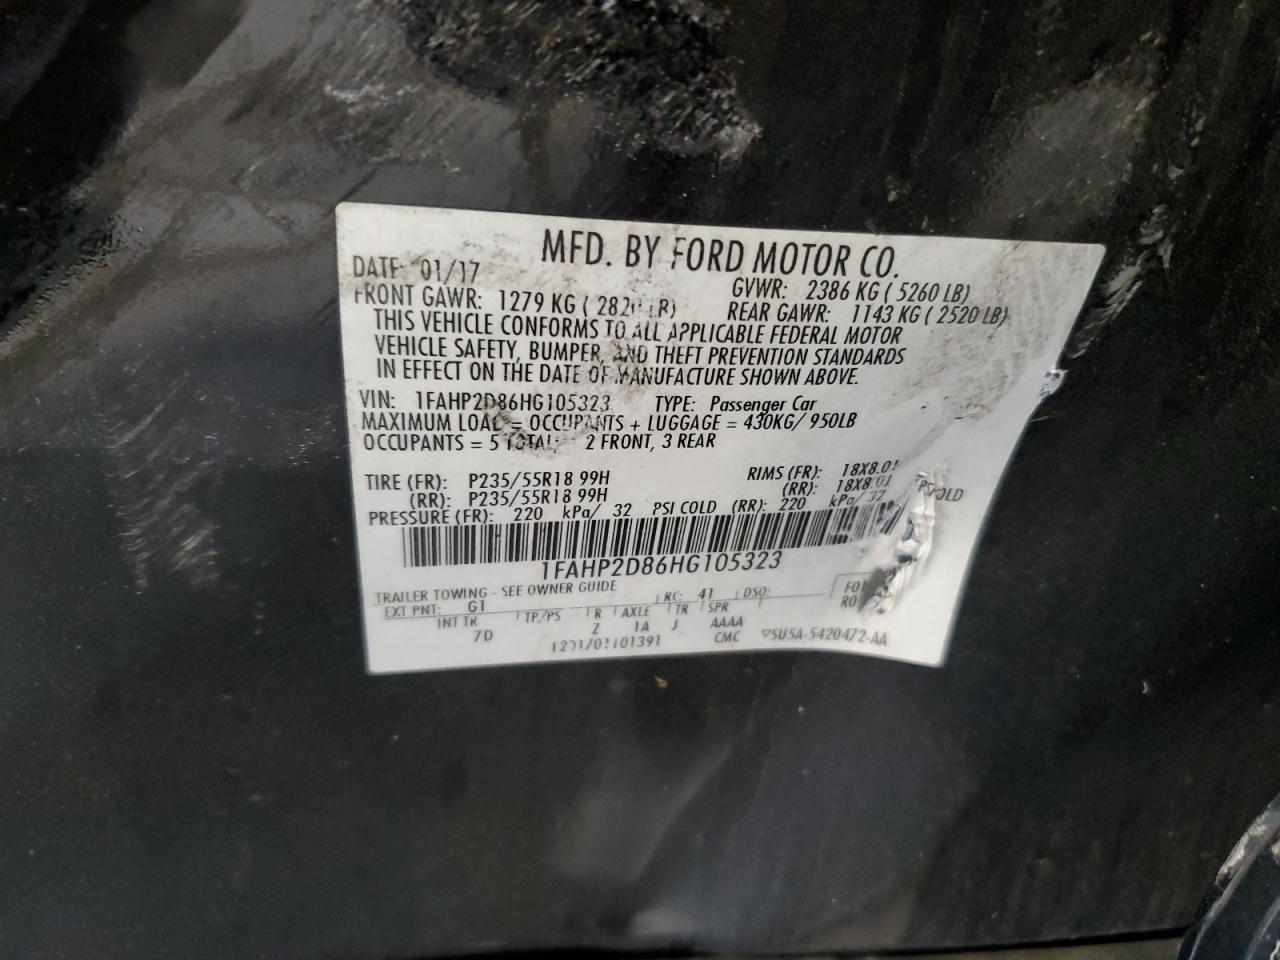 MFD. BY FORD MOTOR CO.
DATE: 01/17 GVWR: 2386 KG ( 5260 LB)
FRONT GAWR: 1279 KG ( 2820 LB) REAR GAWR: 1143 KG ( 2520 LB)
THIS VEHICLE CONFORMS TO ALL APPLICABLE FEDERAL MOTOR
VEHICLE SAFETY, BUMPER, AND THEFT PREVENTION STANDARDS
IN EFFECT ON THE DATE OF MANUFACTURE SHOWN ABOVE.
VIN: 1FAHP2D86HG105323 TYPE: Passenger Car
MAXIMUM LOAD = OCCUPANTS + LUGGAGE = 430KG/ 950LB
OCCUPANTS = 5 TOTAL; 2 FRONT, 3 REAR
TIRE (FR): P235/55R18 99H RIMS (FR): 18X8.0J
(RR): P235/55R18 99H (RR): 18X8.0J
PRESSURE (FR): 220 kPa/ 32 PSI COLD (RR): 220 kPa/ 32 PSI COLD
1FAHP2D86HG105323
TRAILER TOWING - SEE OWNER GUIDE
EXT PNT: G1 RC: 41 DSO:
INT TR TP/PS R AXLE TR SPR
7D Z IA J AAAA
CMC 5U5A-5420472-AA